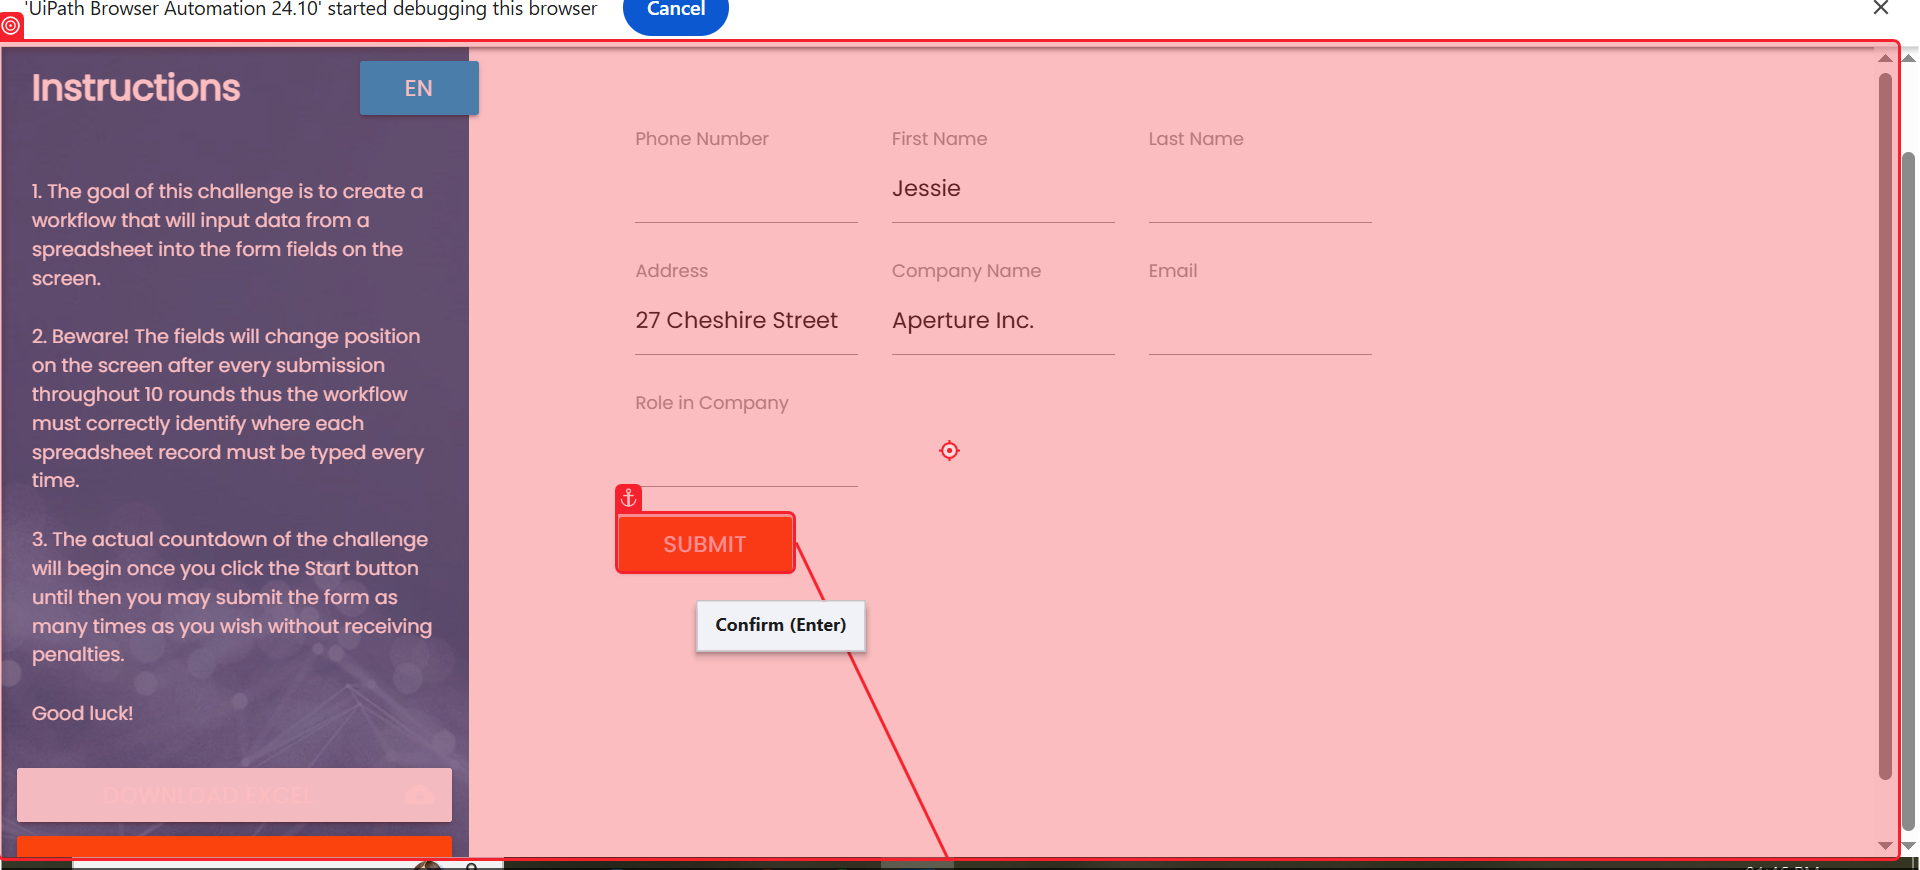 'UiPath Browser Automation 24.10' started debugging this browser
Cancel
Instructions
EN
1. The goal of this challenge is to create a
workflow that will input data from a
spreadsheet into the form fields on the
screen.
2. Beware! The fields will change position
on the screen after every submission
throughout 10 rounds thus the workflow
must correctly identify where each
spreadsheet record must be typed every
time.
3. The actual countdown of the challenge
will begin once you click the Start button
until then you may submit the form as
many times as you wish without receiving
penalties.
Good luck!
DOWNLOAD EXCEL
Phone Number
First Name
Last Name
Jessie
Address
Company Name
Email
27 Cheshire Street
Aperture Inc.
Role in Company
SUBMIT
Confirm (Enter)